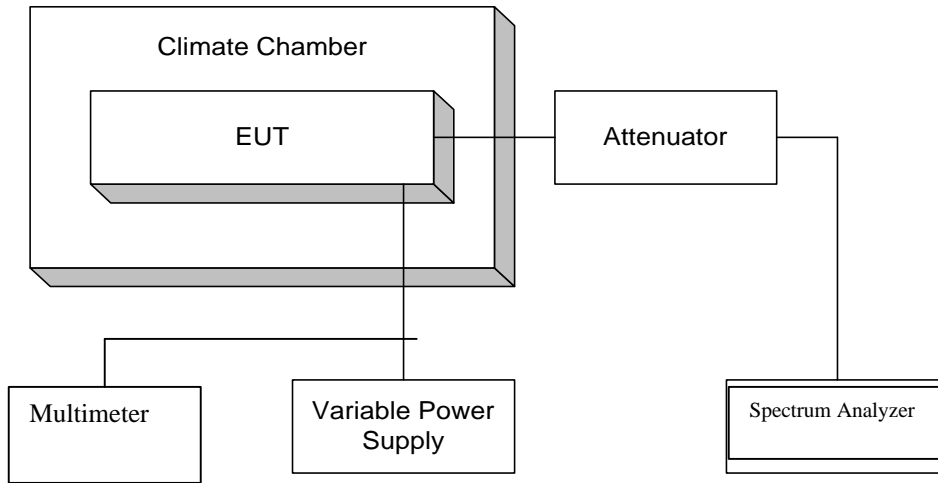 Climate Chamber
EUT
Attenuator
Multimeter
Variable Power
Supply
Spectrum Analyzer